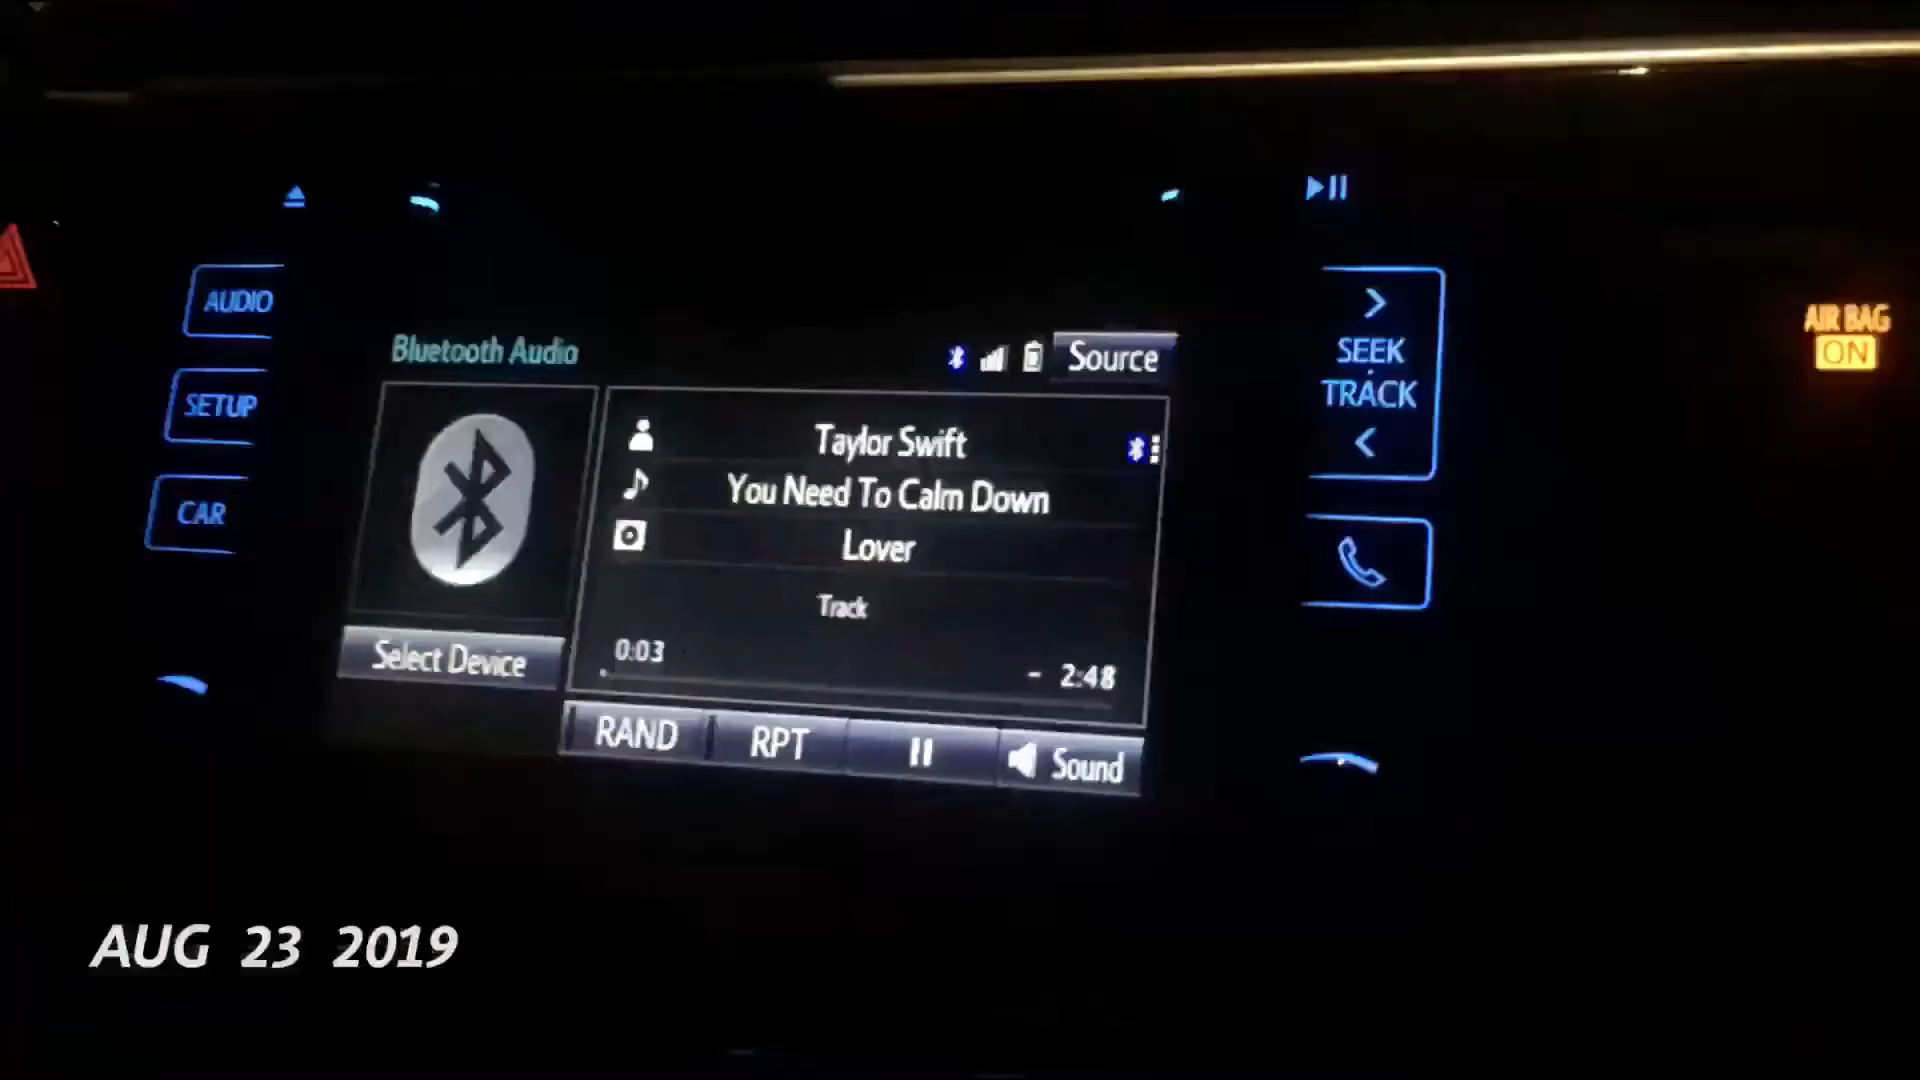 AUDIO
SETUP
CAR
Bluetooth Audio
Source
Taylor Swift
You Need To Calm Down
Lover
Track
0:03
- 2:48
Select Device
RAND
RPT
Sound
SEEK
TRACK
AIR BAG
ON
AUG 23 2019